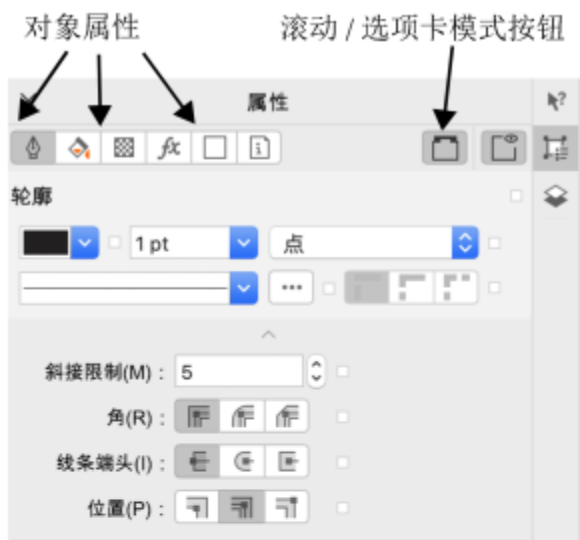 对象属性
滚动 / 选项卡模式按钮
属性
fx
轮廓
1 pt
点
斜接限制(M)：
5
角(R)：
线条端头(I)：
位置(P)：